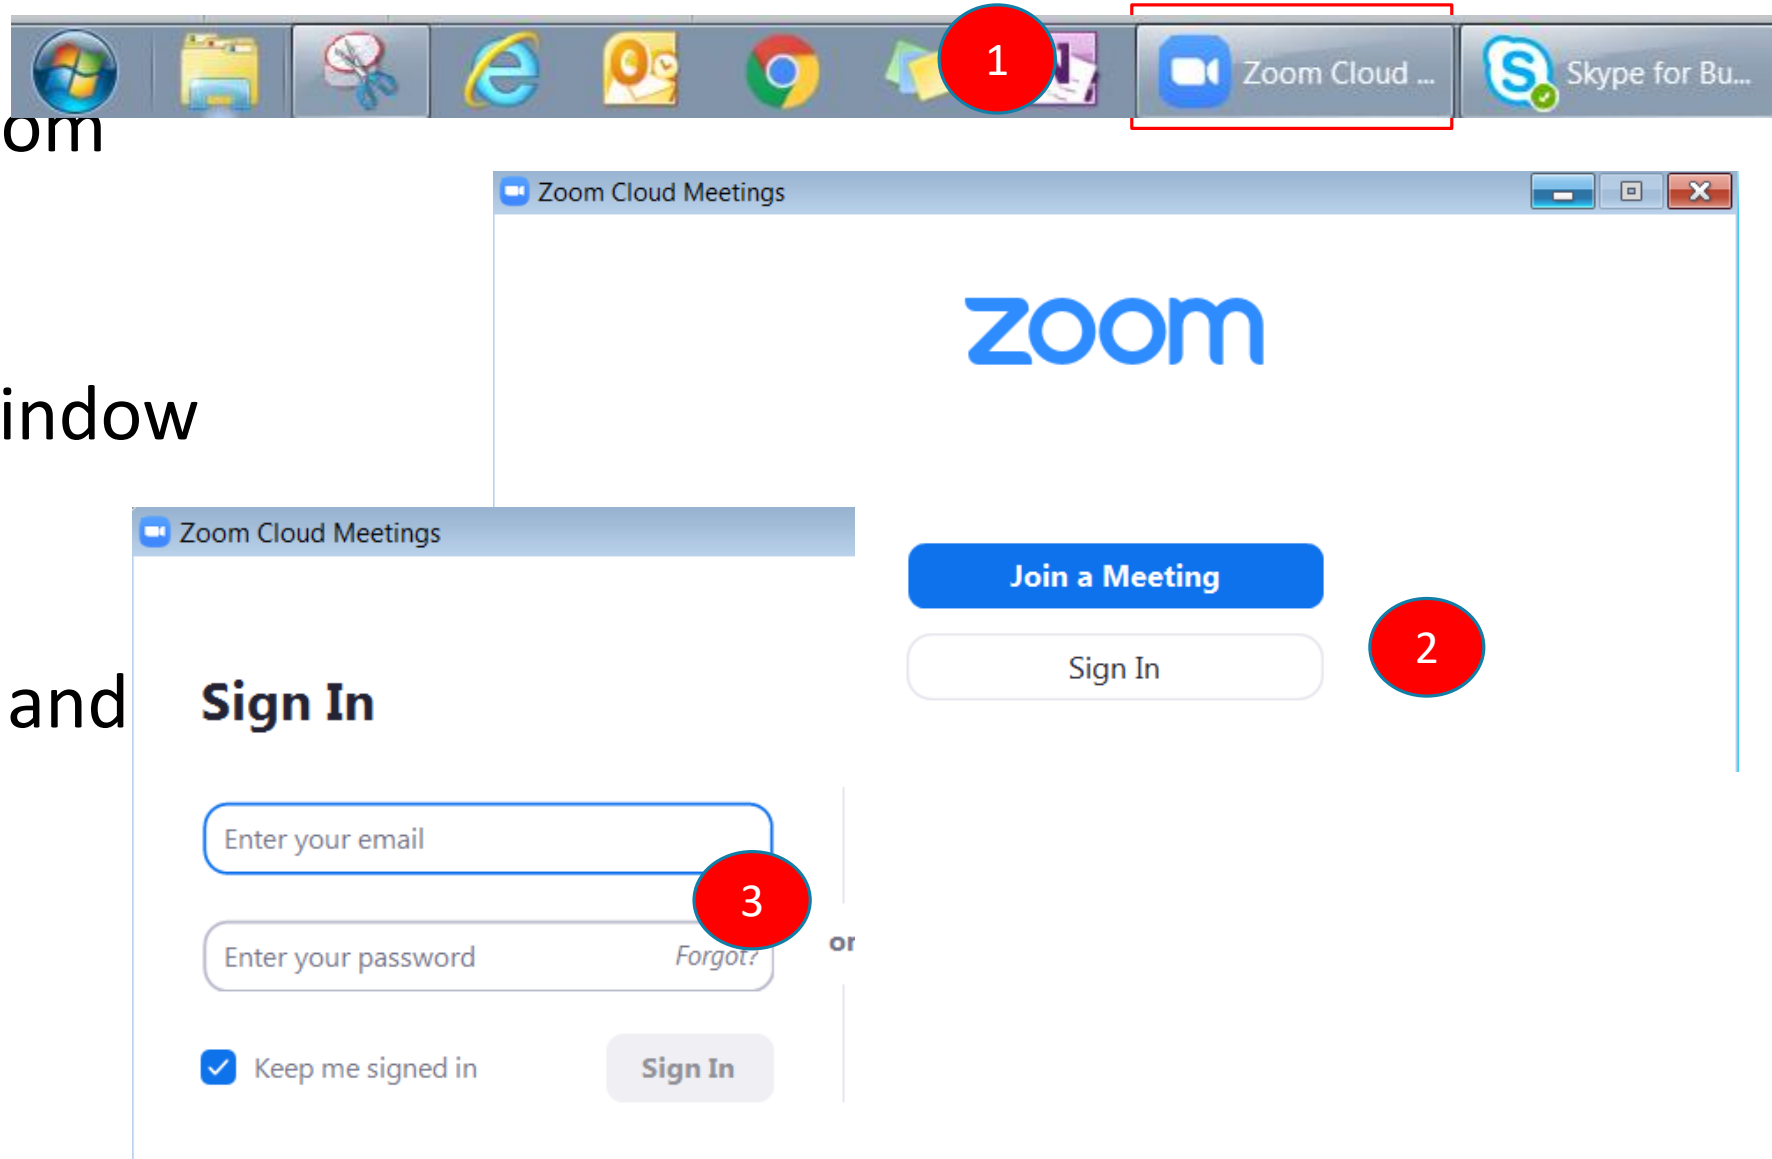 1
Zoom Cloud ...
Skype for Bu...
om
Zoom Cloud Meetings
zoom
indow
Zoom Cloud Meetings
Join a Meeting
Sign In
2
and
Sign In
Enter your email
3
Enter your password
Forgot?
or
Keep me signed in
Sign In